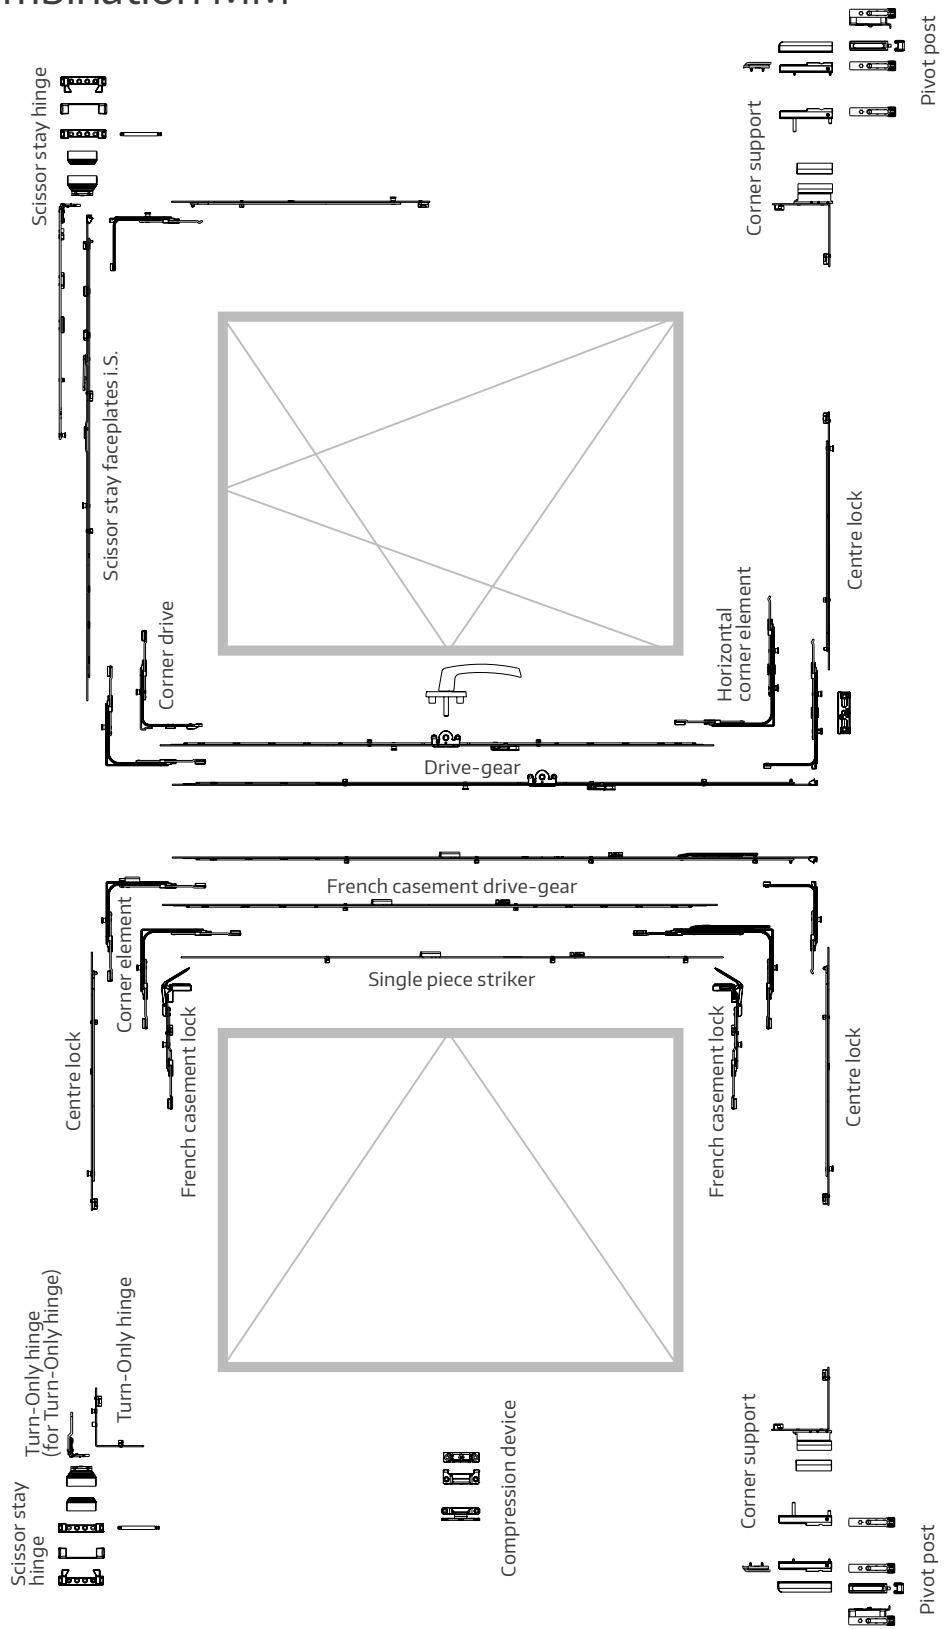 Combination MM
Pivot post
Scissor stay hinge
Corner support
Scissor stay faceplates i.S.
Centre lock
Horizontal
corner element
Corner drive
Drive-gear
French casement drive-gear
Corner element
Single piece striker
Centre lock
French casement lock
French casement lock
Centre lock
Turn-Only hinge
(for Turn-Only hinge)
Turn-Only hinge
Corner support
Compression device
Scissor stay
hinge
Pivot post